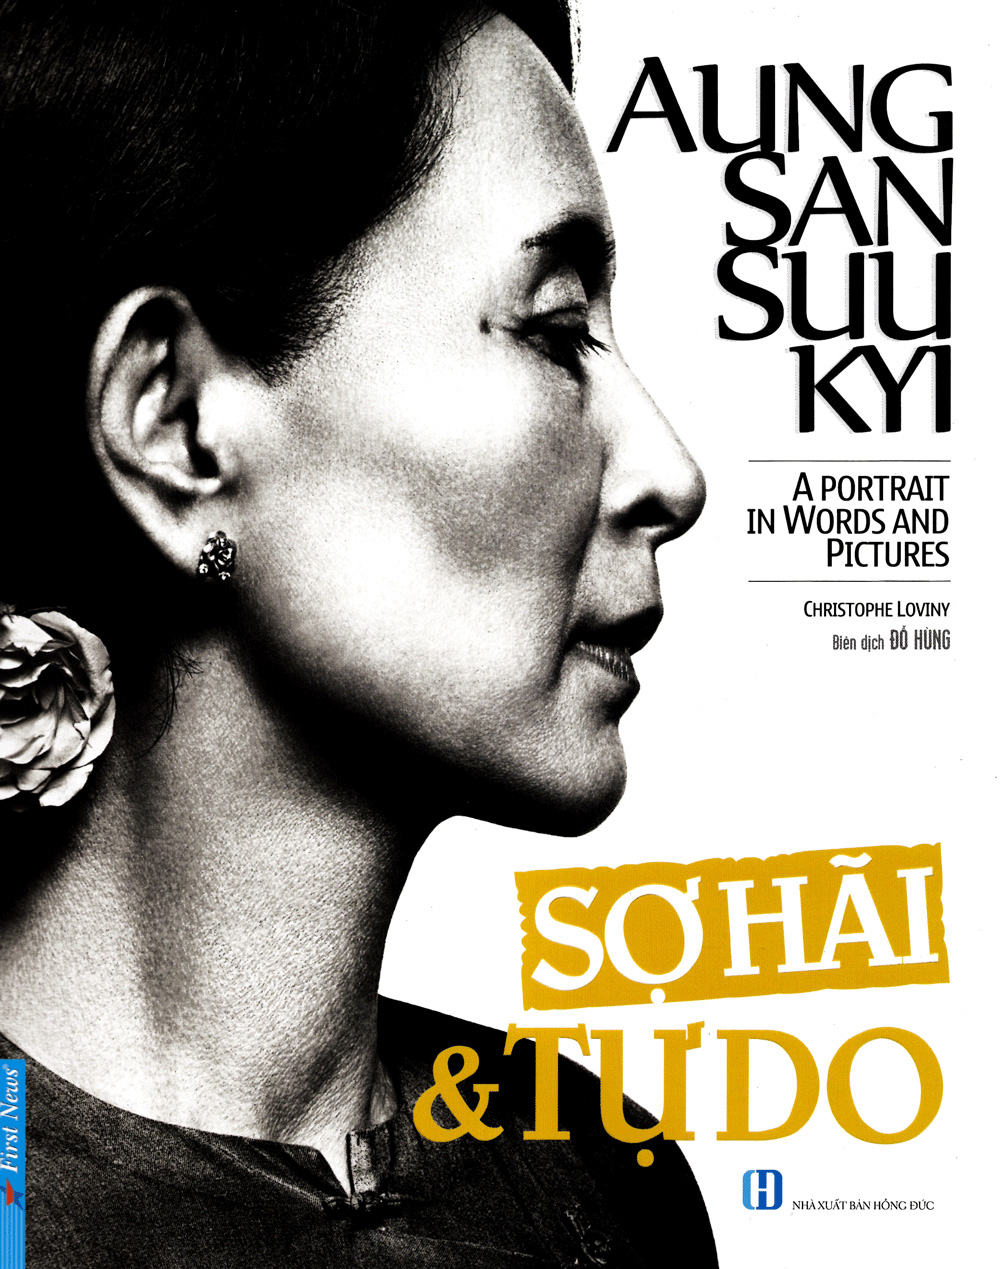 AUNG
SAN
SUU
KYI
A PORTRAIT
IN WORDS AND
PICTURES
CHRISTOPHE LOVINY
Biên dịch ĐỖ HÙNG
SỢ HÃI
& TỰ DO
First News®
NHÀ XUẤT BẢN HỒNG ĐỨC